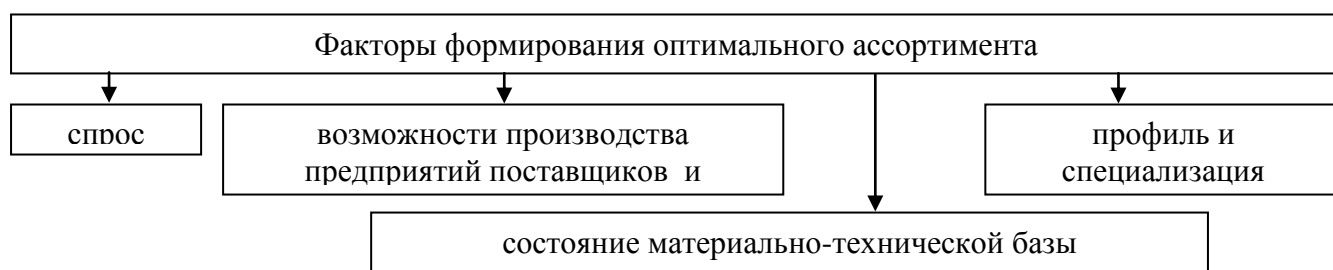 Факторы формирования оптимального ассортимента
спрос
возможности производства
предприятий поставщиков и
профиль и
специализация
состояние материально-технической базы